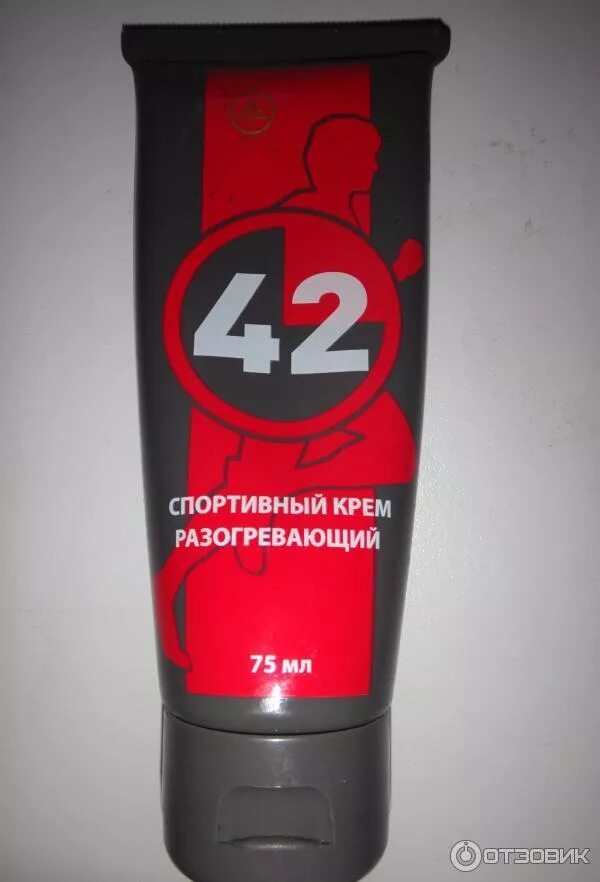 42
СПОРТИВНЫЙ КРЕМ
РАЗОГРЕВАЮЩИЙ
75 мл
ОТЗОВИК